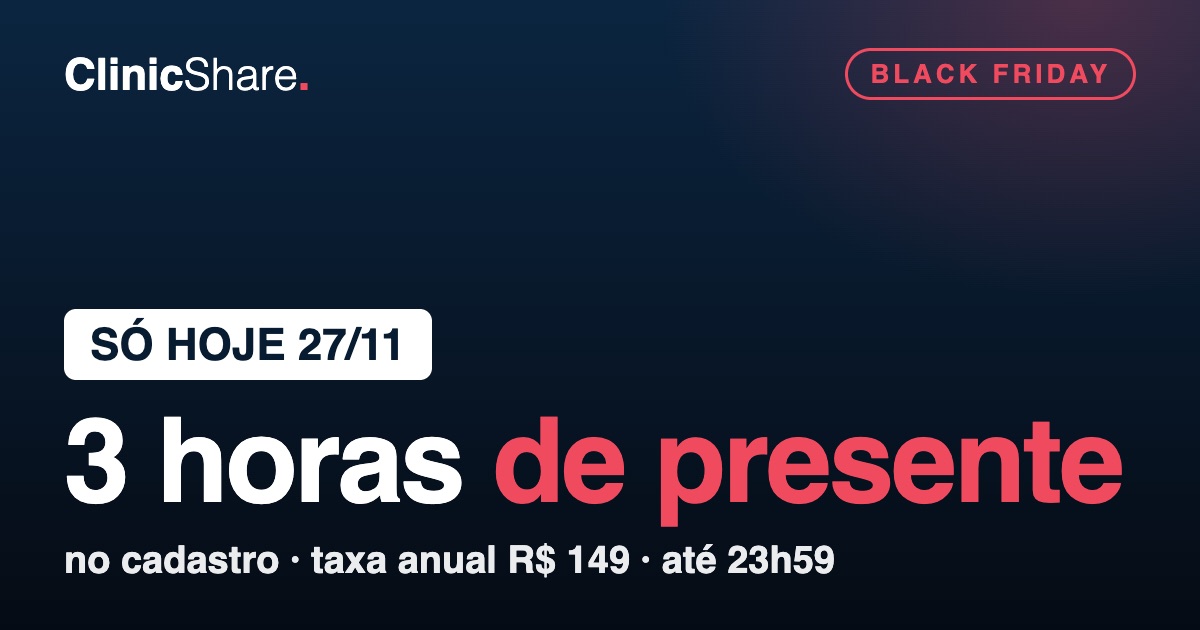 ClinicShare.
BLACK FRIDAY
SÓ HOJE 27/11
3 horas de presente
no cadastro · taxa anual R$ 149 · até 23h59